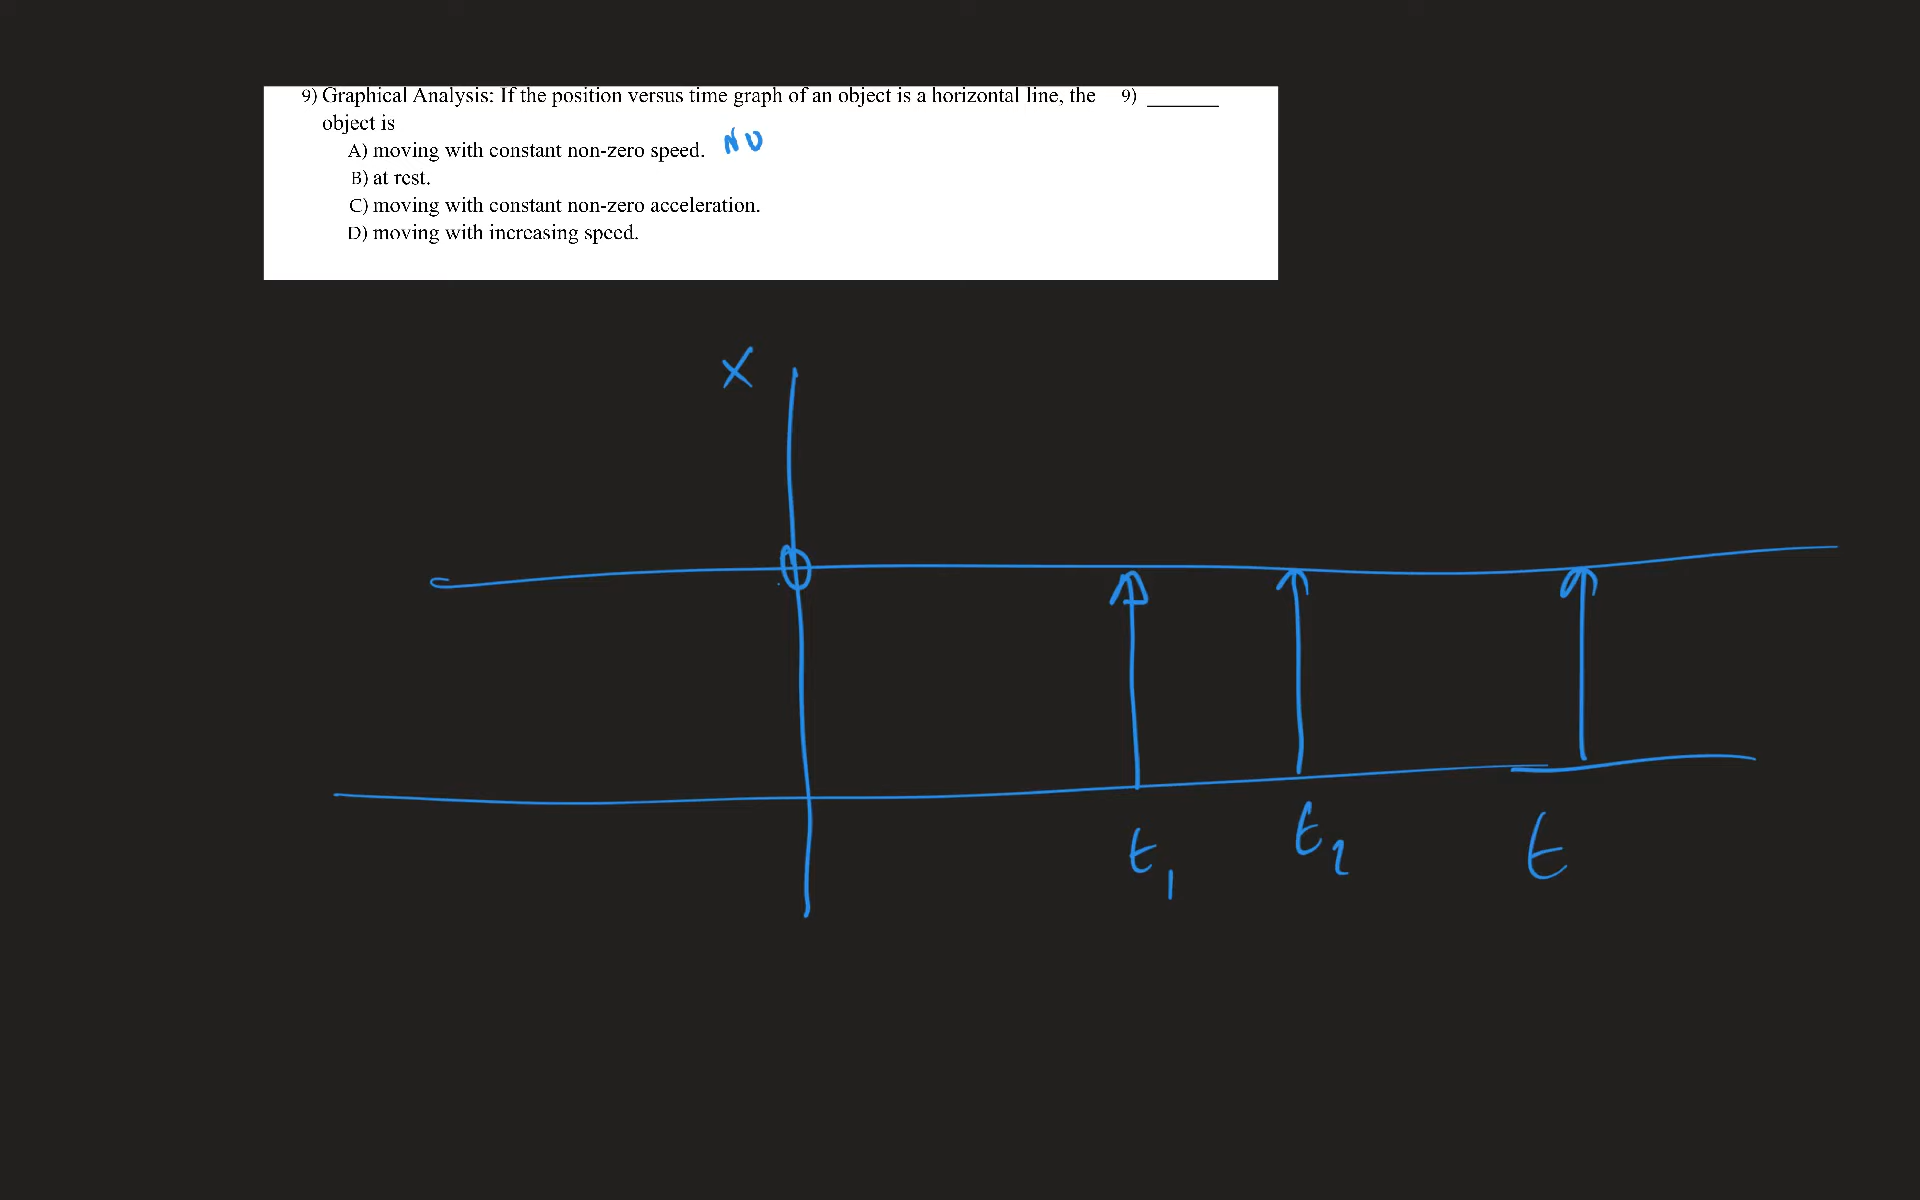 9) Graphical Analysis: If the position versus time graph of an object is a horizontal line, the 9) ______
object is
A) moving with constant non-zero speed. NO
B) at rest.
C) moving with constant non-zero acceleration.
D) moving with increasing speed.
X
t1 t2 t